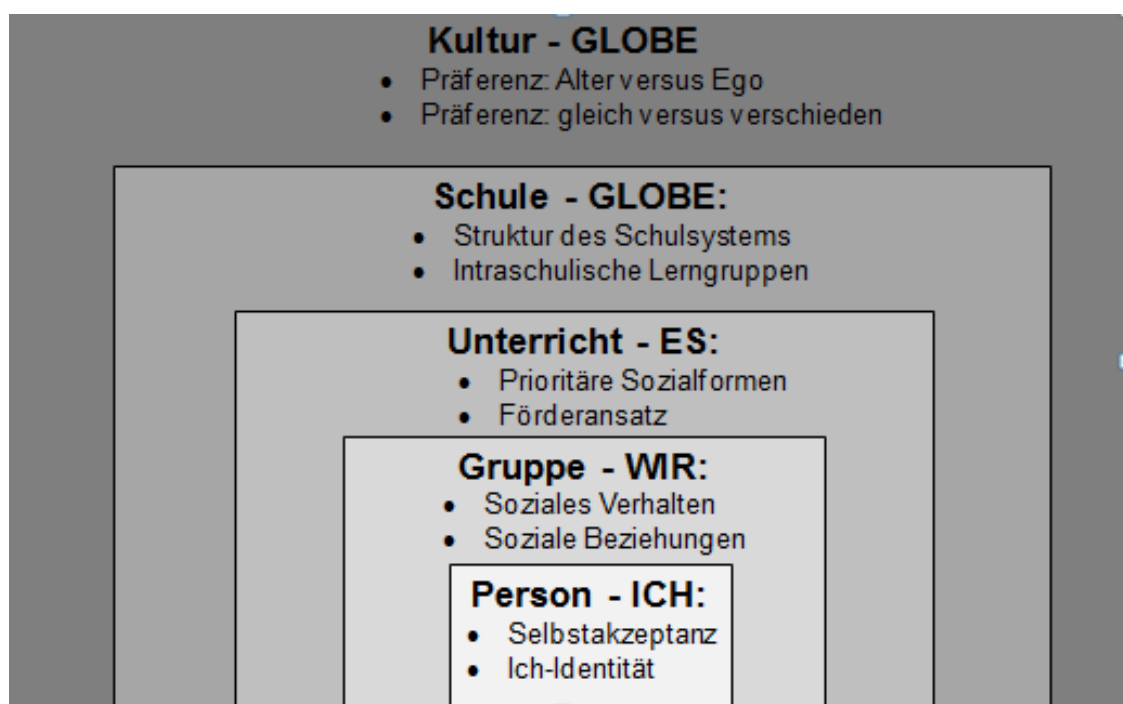 Kultur - GLOBE
• Präferenz: Alter versus Ego
• Präferenz: gleich versus verschieden
Schule - GLOBE:
• Struktur des Schulsystems
• Intraschulische Lerngruppen
Unterricht - ES:
• Prioritäre Sozialformen
• Förderansatz
Gruppe - WIR:
• Soziales Verhalten
• Soziale Beziehungen
Person - ICH:
• Selbstakzeptanz
• Ich-Identität